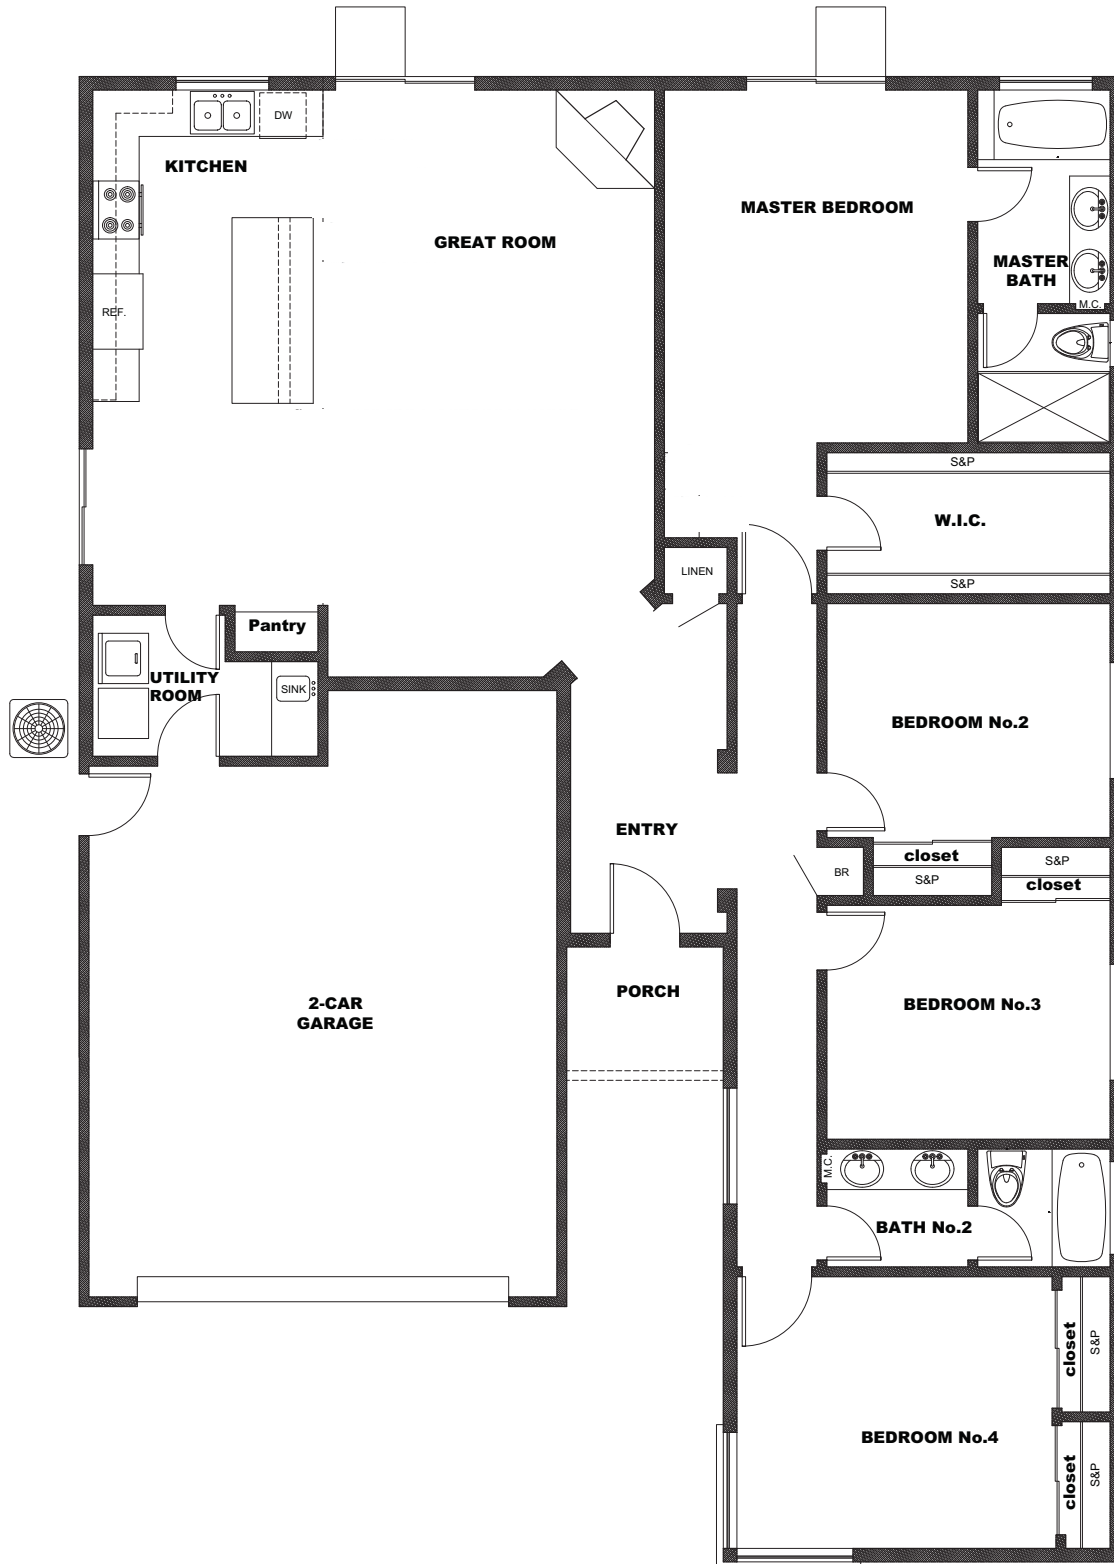 DW
KITCHEN
MASTER BEDROOM
GREAT ROOM
MASTER
BATH
M.C.
REF.
S&P
W.I.C.
LINEN
S&P
Pantry
UTILITY
ROOM
SINK
BEDROOM No.2
ENTRY
closet
S&P
BR
S&P
closet
PORCH
2-CAR
GARAGE
BEDROOM No.3
M.C.
BATH No.2
closet
S&P
BEDROOM No.4
closet
S&P